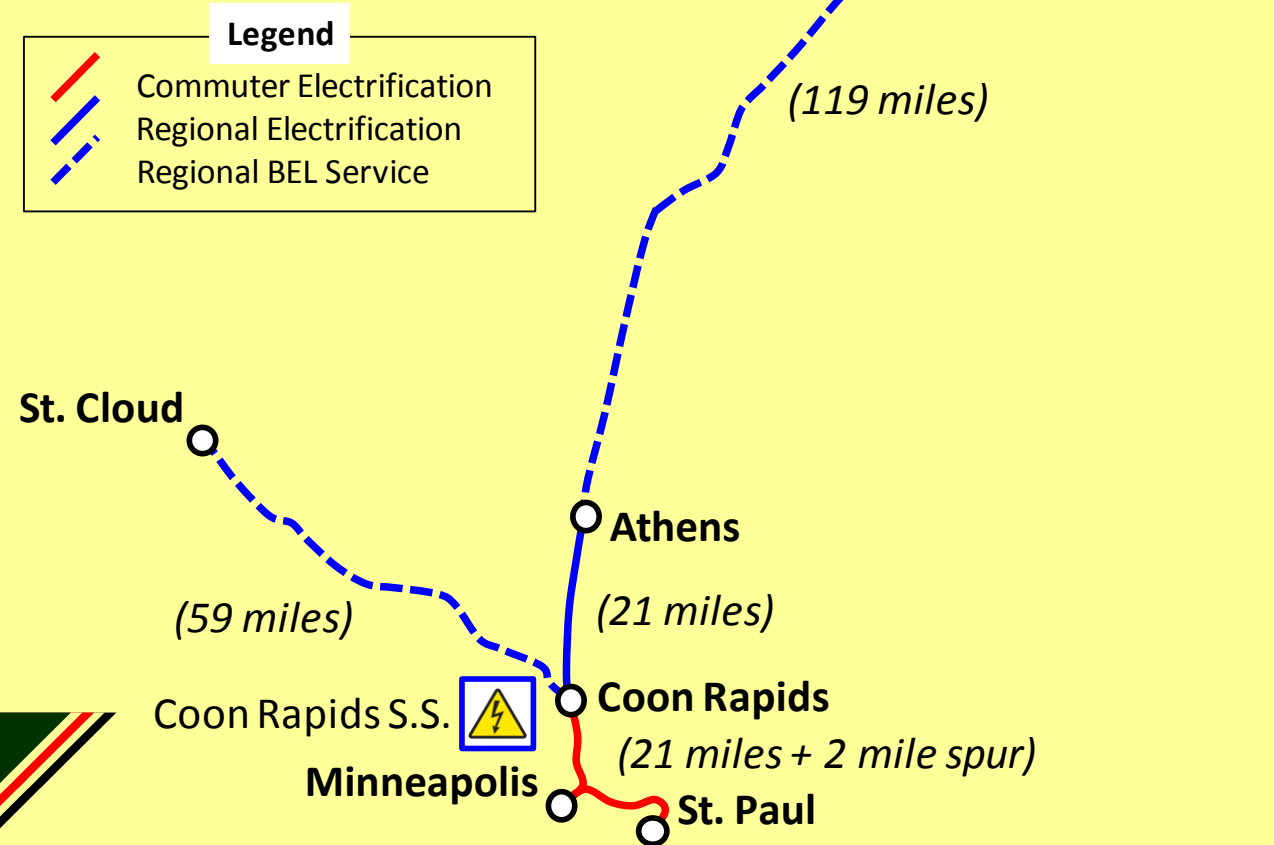 Legend
Commuter Electrification
Regional Electrification
Regional BEL Service
(119 miles)
St. Cloud
Athens
(59 miles)
(21 miles)
Coon Rapids S.S.
Coon Rapids
(21 miles + 2 mile spur)
Minneapolis
St. Paul